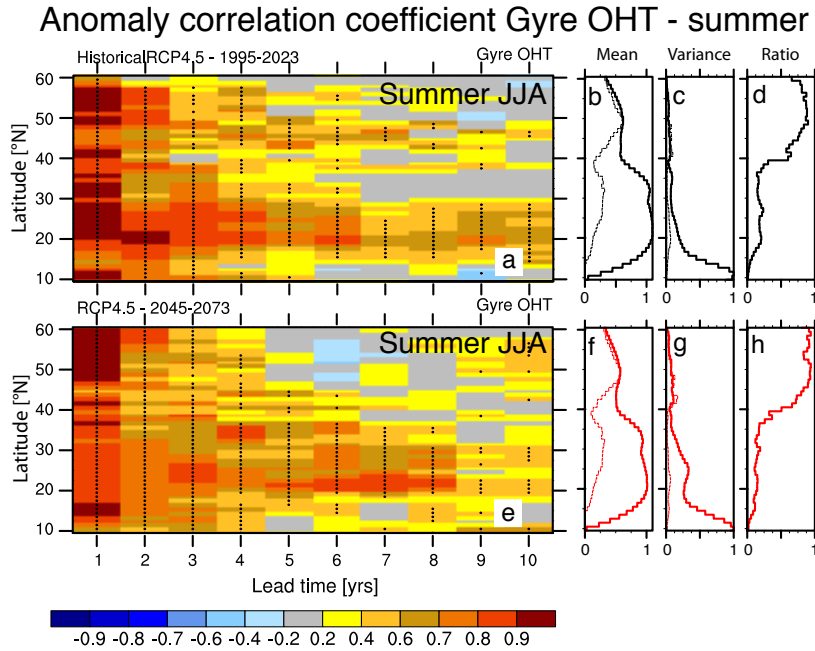 Anomaly correlation coefficient Gyre OHT - summer
HistoricalRCP4.5 - 1995-2023 Gyre OHT Mean Variance Ratio
Summer JJA
b c d
Latitude [°N]
60
50
40
30
20
10
a
0 1 0 1 0 1
RCP4.5 - 2045-2073 Gyre OHT
Summer JJA
f g h
Latitude [°N]
60
50
40
30
20
10
e
0 1 0 1 0 1
1 2 3 4 5 6 7 8 9 10
Lead time [yrs]
-0.9 -0.8 -0.7 -0.6 -0.4 -0.2 0.2 0.4 0.6 0.7 0.8 0.9